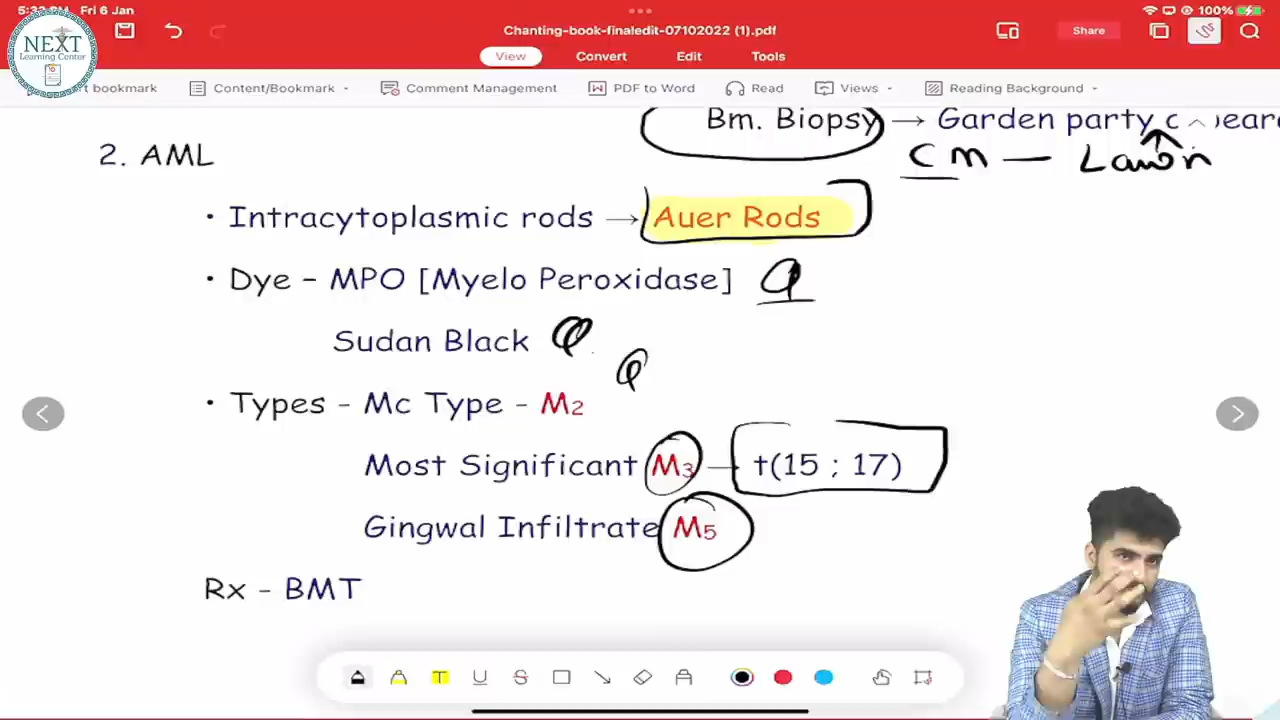 5:33 PM Fri 6 Jan
100%
NEXT
Learning Center
Chanting-book-finaledit-07102022 (1).pdf
Share
View
Convert
Edit
Tools
bookmark
Content/Bookmark
Comment Management
PDF to Word
Read
Views
Reading Background
Bm. Biopsy → Garden party
CM — Lawn
2. AML
• Intracytoplasmic rods → Auer Rods
• Dye – MPO [Myelo Peroxidase]
Sudan Black
• Types - Mc Type - M2
Most Significant M3 — t(15 ; 17)
Gingwal Infiltrate M5
Rx - BMT